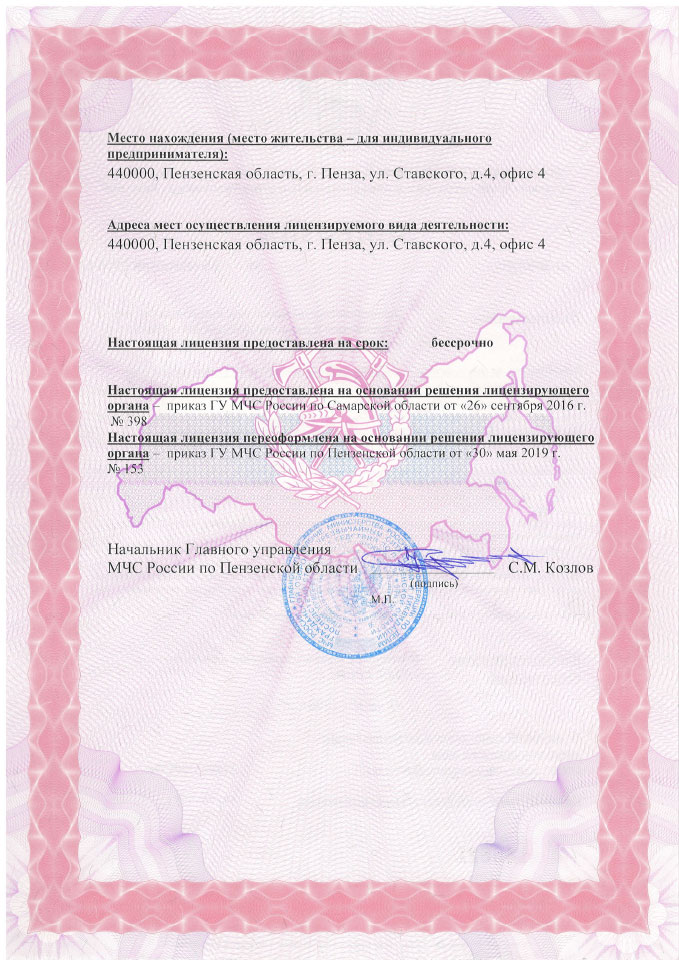 Место нахождения (место жительства – для индивидуального
предпринимателя):
440000, Пензенская область, г. Пенза, ул. Ставского, д.4, офис 4
Адреса мест осуществления лицензируемого вида деятельности:
440000, Пензенская область, г. Пенза, ул. Ставского, д.4, офис 4
Настоящая лицензия предоставлена на срок: бессрочно
Настоящая лицензия предоставлена на основании решения лицензирующего
органа – приказ ГУ МЧС России по Самарской области от «26» сентября 2016 г.
№ 398
Настоящая лицензия переоформлена на основании решения лицензирующего
органа – приказ ГУ МЧС России по Пензенской области от «30» мая 2019 г.
№ 153
Начальник Главного управления
МЧС России по Пензенской области С.М. Козлов
(подпись)
М.П.